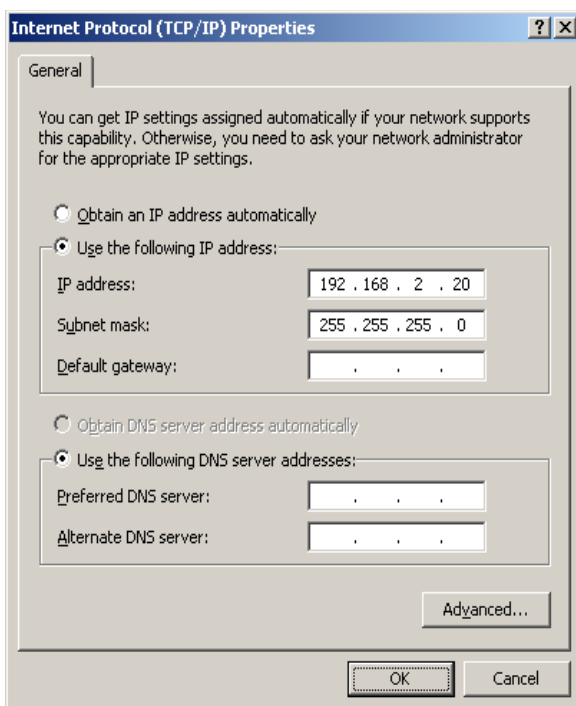 Internet Protocol (TCP/IP) Properties
General
You can get IP settings assigned automatically if your network supports
this capability. Otherwise, you need to ask your network administrator
for the appropriate IP settings.
Obtain an IP address automatically
Use the following IP address:
IP address: 192 . 168 . 2 . 20
Subnet mask: 255 . 255 . 255 . 0
Default gateway: . . .
Obtain DNS server address automatically
Use the following DNS server addresses:
Preferred DNS server: . . .
Alternate DNS server: . . .
Advanced...
OK Cancel